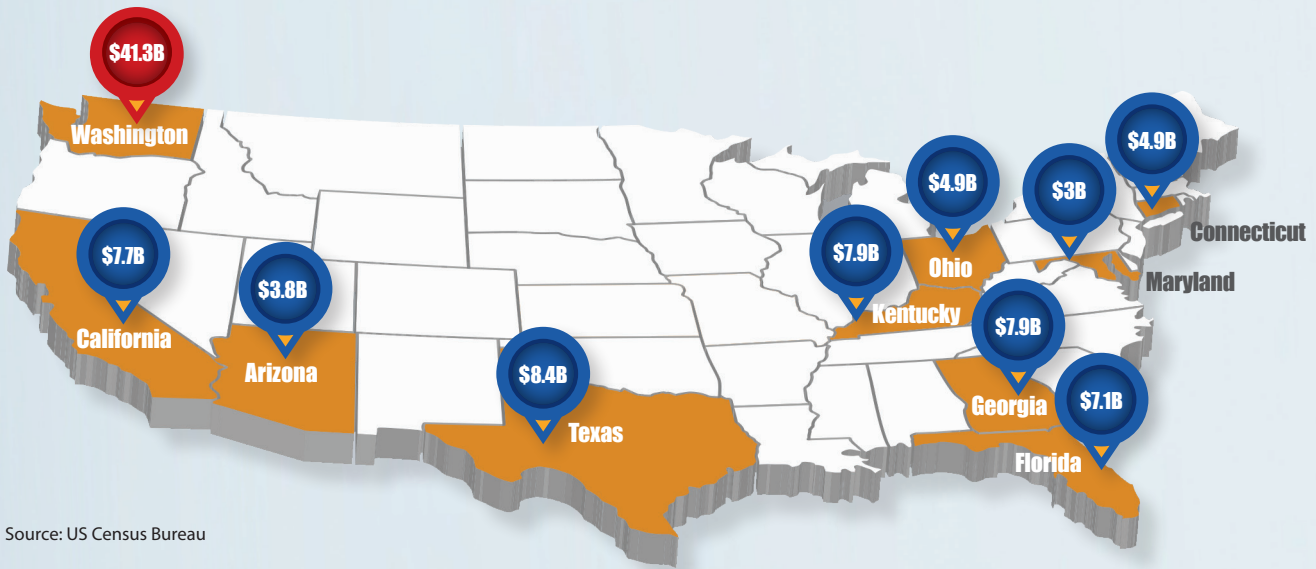 $41.3B
Washington
$7.7B
California
$3.8B
Arizona
$8.4B
Texas
$7.9B
Kentucky
$4.9B
Ohio
$3B
Maryland
$4.9B
Connecticut
$7.9B
Georgia
$7.1B
Florida
Source: US Census Bureau